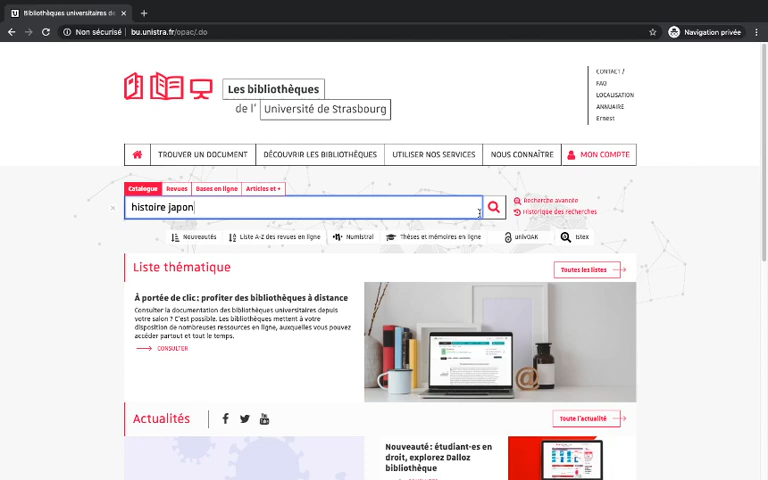 Bibliothèques universitaires de
Non sécurisé | bu.unistra.fr/opac/.do
Navigation privée
CONTACT /
FAQ
LOCALISATION
ANNUAIRE
Ernest
Les bibliothèques
de l' Université de Strasbourg
TROUVER UN DOCUMENT
DÉCOUVRIR LES BIBLIOTHÈQUES
UTILISER NOS SERVICES
NOUS CONNAÎTRE
MON COMPTE
Catalogue
Revues
Bases en ligne
Articles et +
histoire japon
Recherche avancée
Historique des recherches
Nouveautés
Liste A-Z des revues en ligne
Numistral
Thèses et mémoires en ligne
univOAK
Istex
Liste thématique
Toutes les listes
À portée de clic : profiter des bibliothèques à distance
Consulter la documentation des bibliothèques universitaires depuis
votre salon ? C'est possible. Les bibliothèques mettent à votre
disposition de nombreuses ressources en ligne, auxquelles vous pouvez
accéder partout et tout le temps.
CONSULTER
Actualités
Toute l'actualité
Nouveauté : étudiant·es en
droit, explorez Dalloz
bibliothèque